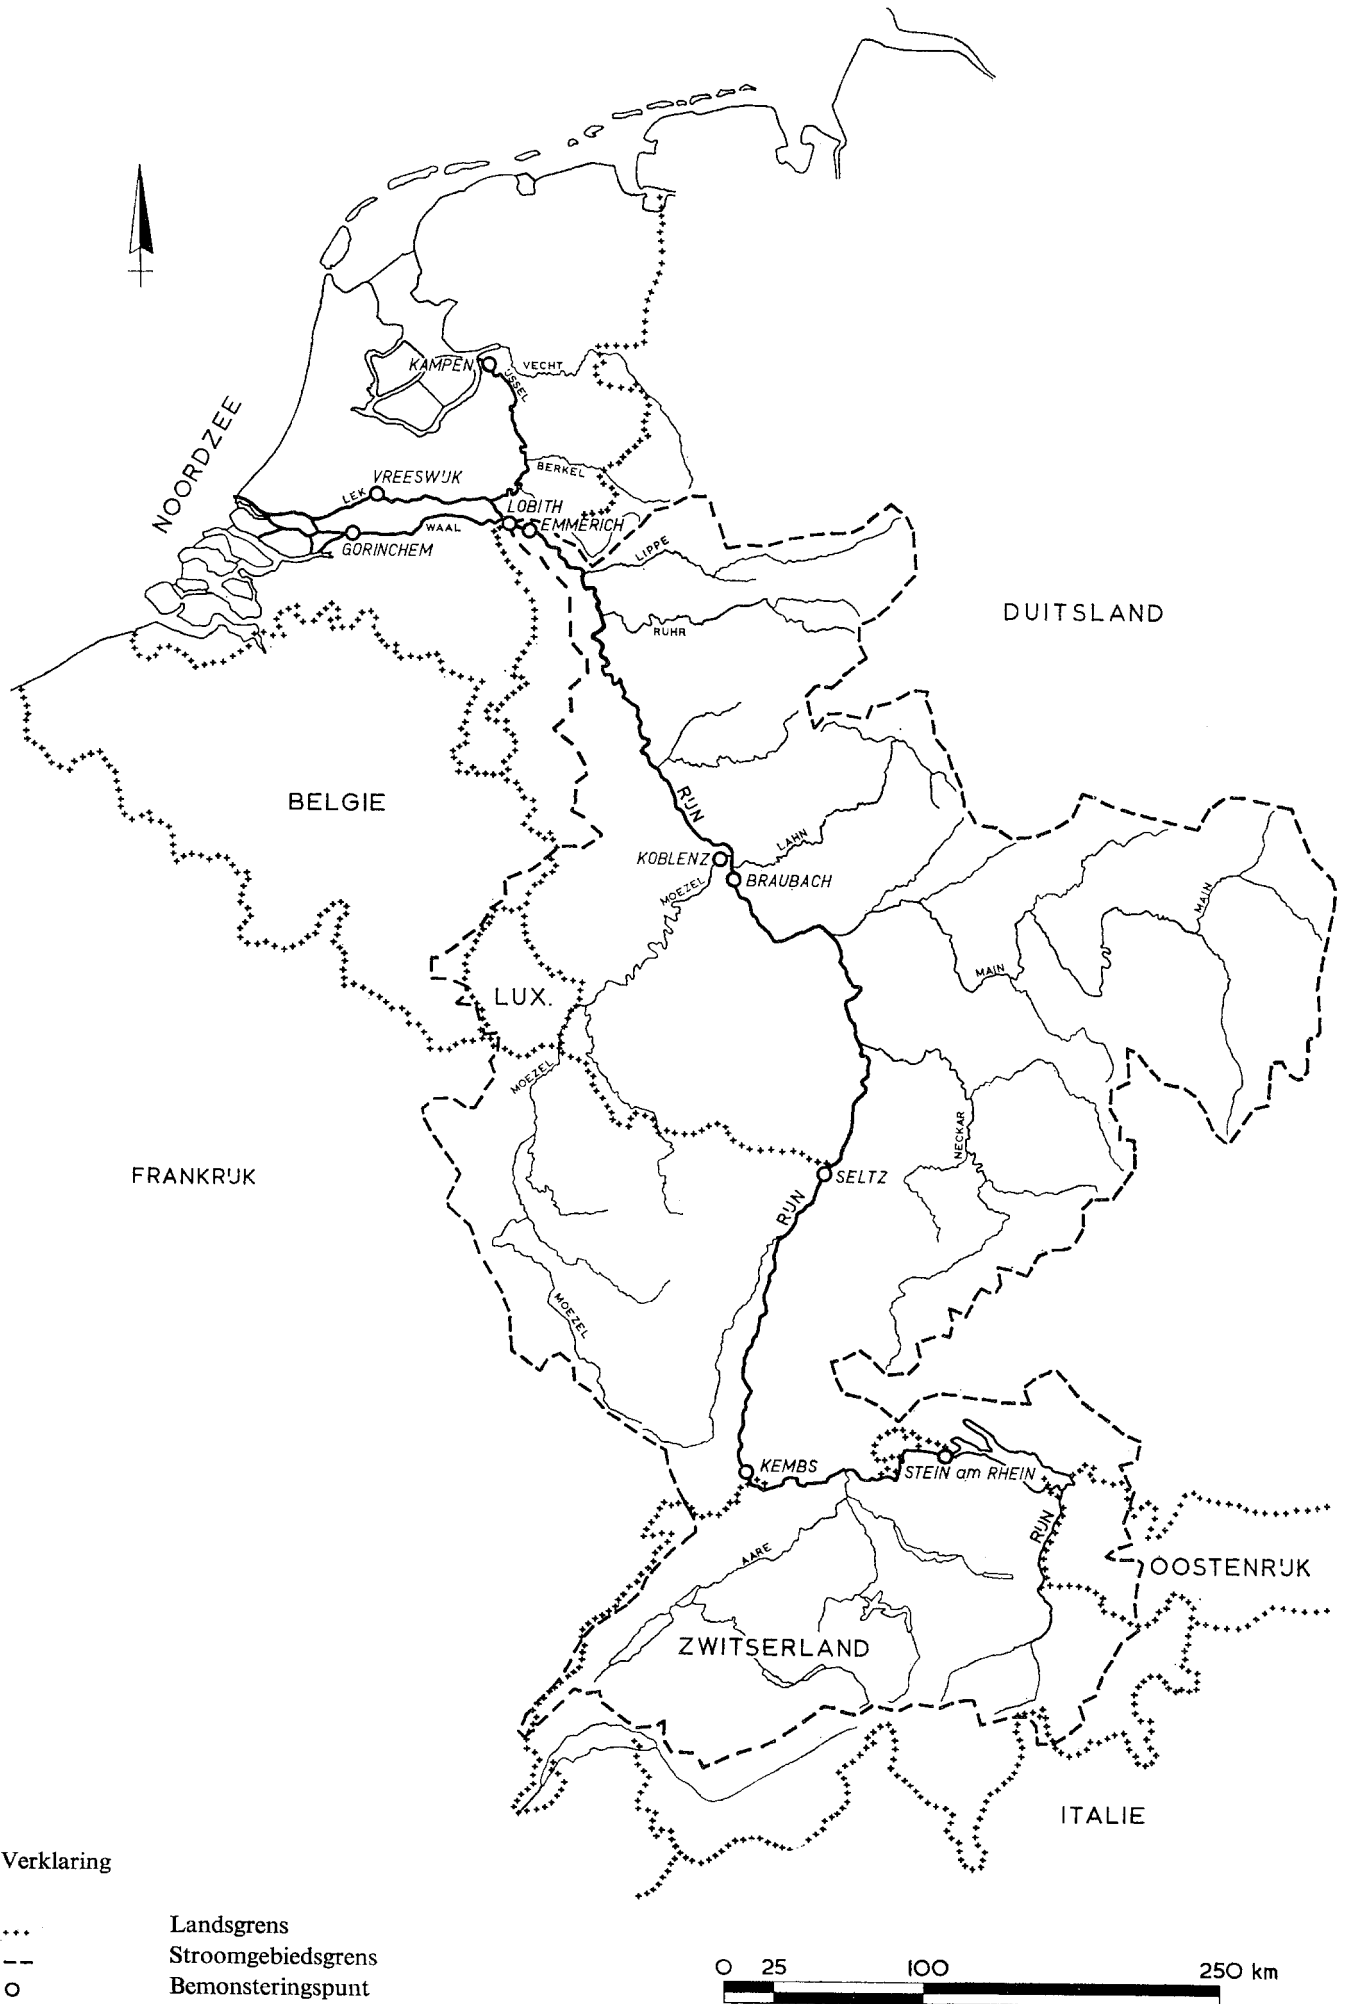 KAMPEN
VECHT
IJSSEL
NOORDZEE
BERKEL
VREESWIJK
LEK
LOBITH
WAAL
EMMERICH
GORINCHEM
LIPPE
DUITSLAND
RUHR
BELGIE
RIJN
LAHN
KOBLENZ
BRAUBACH
MOEZEL
MAIN
MAIN
LUX.
MOEZEL
NECKAR
FRANKRIJK
SELTZ
RIJN
MOEZEL
KEMBS
STEIN am RHEIN
RIJN
AARE
OOSTENRIJK
ZWITSERLAND
ITALIE
Verklaring
Landsgrens
Stroomgebiedsgrens
Bemonsteringspunt
0 25 100 250 km